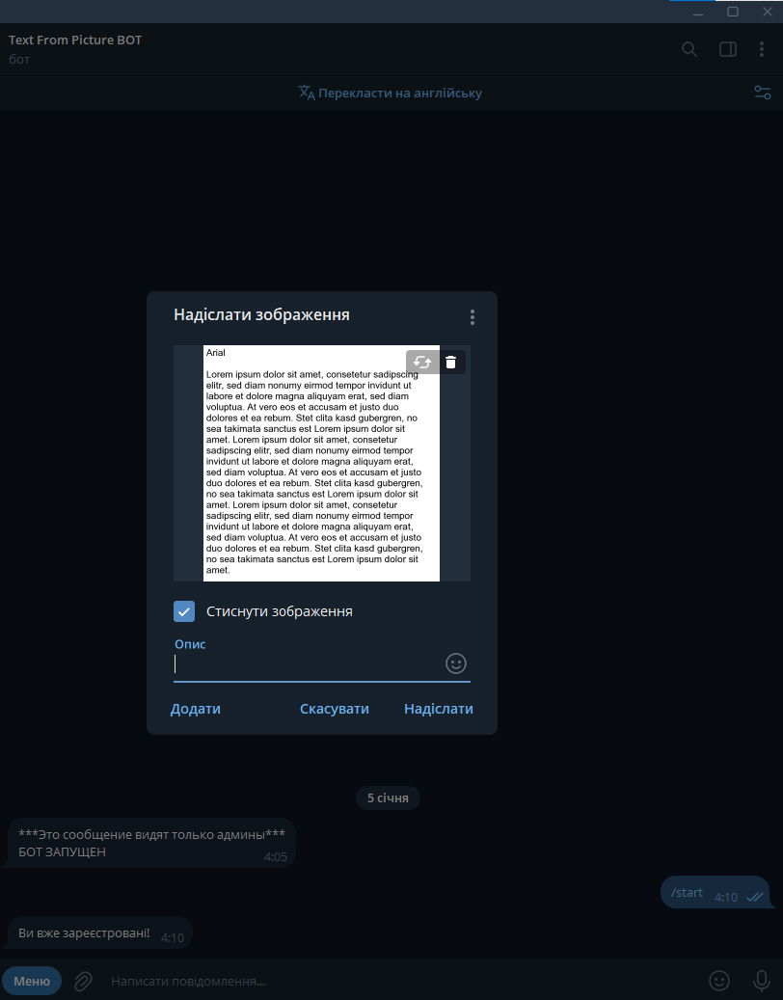 Text From Picture BOT
бот
Перекласти на англійську
Надіслати зображення
Arial
Lorem ipsum dolor sit amet, consetetur sadipscing
elitr, sed diam nonumy eirmod tempor invidunt ut
labore et dolore magna aliquyam erat, sed diam
voluptua. At vero eos et accusam et justo duo
dolores et ea rebum. Stet clita kasd gubergren, no
sea takimata sanctus est Lorem ipsum dolor sit
amet. Lorem ipsum dolor sit amet, consetetur
sadipscing elitr, sed diam nonumy eirmod tempor
invidunt ut labore et dolore magna aliquyam erat,
sed diam voluptua. At vero eos et accusam et justo
duo dolores et ea rebum. Stet clita kasd gubergren,
no sea takimata sanctus est Lorem ipsum dolor sit
amet. Lorem ipsum dolor sit amet, consetetur
sadipscing elitr, sed diam nonumy eirmod tempor
invidunt ut labore et dolore magna aliquyam erat,
sed diam voluptua. At vero eos et accusam et justo
duo dolores et ea rebum. Stet clita kasd gubergren,
no sea takimata sanctus est Lorem ipsum dolor sit
amet.
Стиснути зображення
Опис
Додати Скасувати Надіслати
5 січня
***Это сообщение видят только админы***
БОТ ЗАПУЩЕН 4:05
/start 4:10
Ви вже зареєстровані! 4:10
Меню Написати повідомлення...